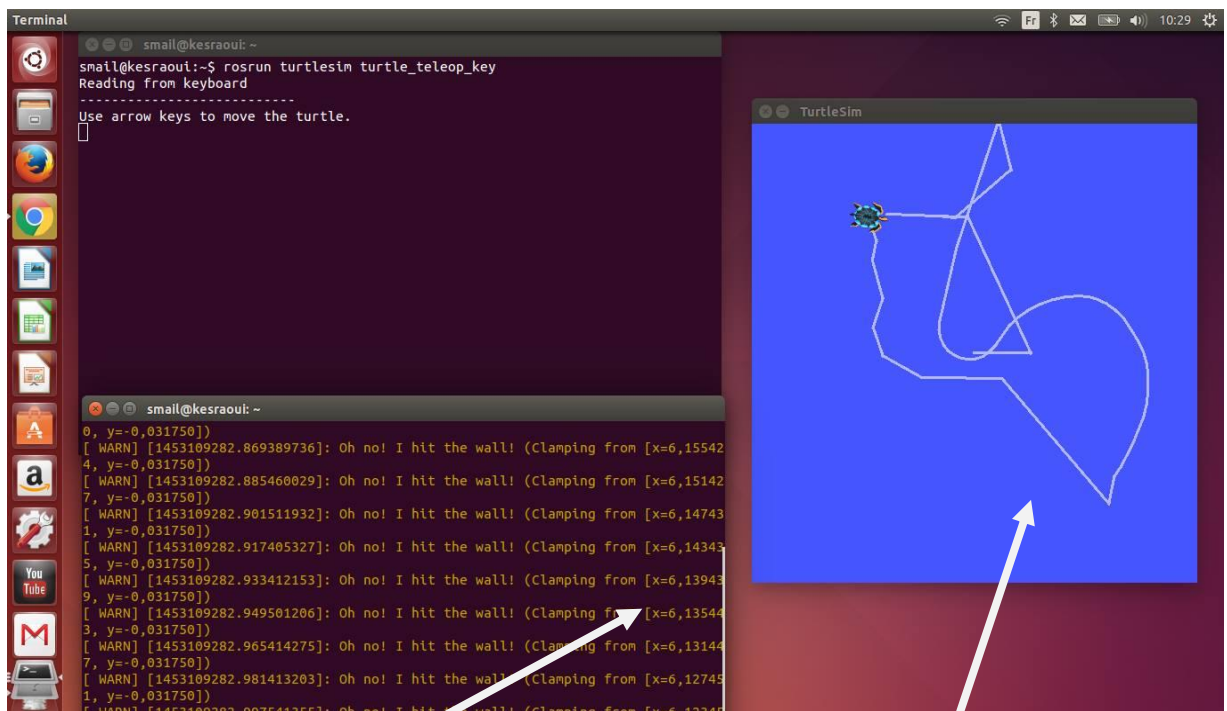 Terminal
Fr
10:29
smail@kesraoui: ~
smail@kesraoui:~$ rosrun turtlesim turtle_teleop_key
Reading from keyboard
---------------------------
Use arrow keys to move the turtle.
TurtleSim
smail@kesraoui: ~
0, y=-0,031750])
[ WARN] [1453109282.869389736]: Oh no! I hit the wall! (Clamping from [x=6,15542
4, y=-0,031750])
[ WARN] [1453109282.885460029]: Oh no! I hit the wall! (Clamping from [x=6,15142
7, y=-0,031750])
[ WARN] [1453109282.901511932]: Oh no! I hit the wall! (Clamping from [x=6,14743
1, y=-0,031750])
[ WARN] [1453109282.917405327]: Oh no! I hit the wall! (Clamping from [x=6,14343
5, y=-0,031750])
[ WARN] [1453109282.933412153]: Oh no! I hit the wall! (Clamping from [x=6,13943
9, y=-0,031750])
[ WARN] [1453109282.949501206]: Oh no! I hit the wall! (Clamping from [x=6,13544
3, y=-0,031750])
[ WARN] [1453109282.965414275]: Oh no! I hit the wall! (Clamping from [x=6,13144
7, y=-0,031750])
[ WARN] [1453109282.981413203]: Oh no! I hit the wall! (Clamping from [x=6,12745
1, y=-0,031750])
a
You
Tube